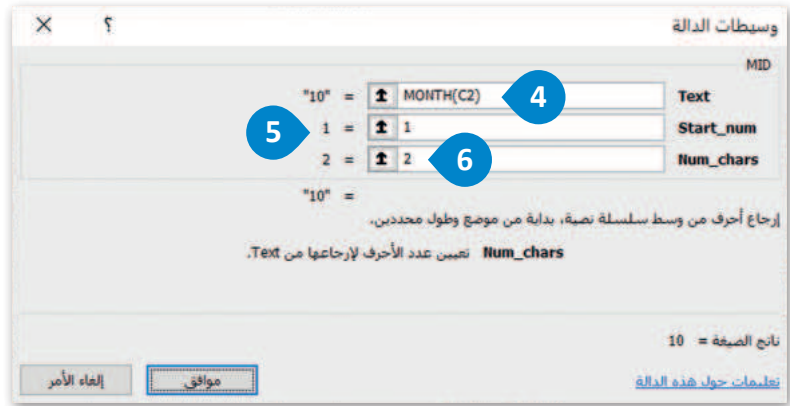 وسيطات الدالة ؟ ×
MID
Text MONTH(C2) = "10" 4
Start_num 1 = 1 5
Num_chars 2 = 2 6
= "10"
إرجاع أحرف من وسط سلسلة نصية، بداية من موضع وطول محددين.
Num_chars تعيين عدد الأحرف لإرجاعها من Text.
ناتج الصيغة = 10
تعليمات حول هذه الدالة موافق إلغاء الأمر